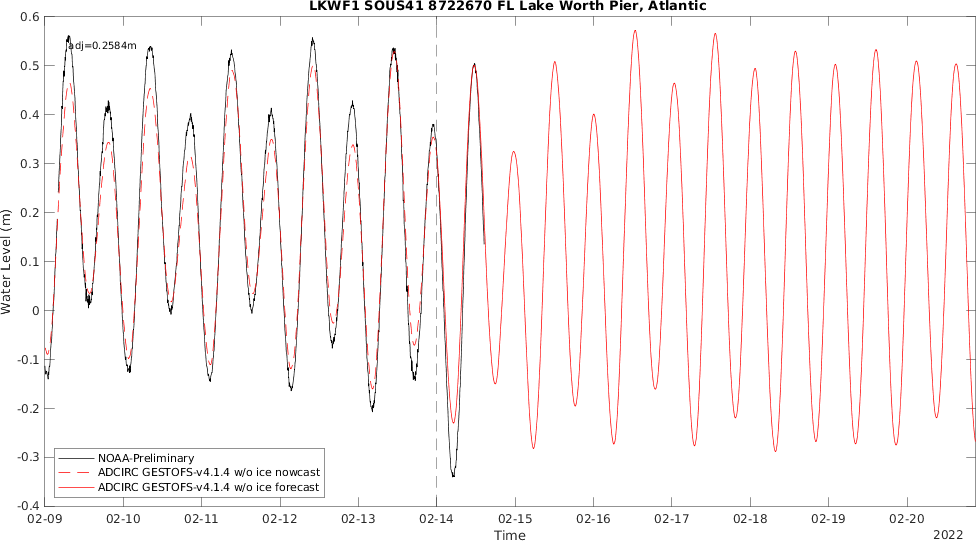 LKWF1 SOUS41 8722670 FL Lake Worth Pier, Atlantic
0.6
adj=0.2584m
0.5
0.4
0.3
0.2
0.1
0
-0.1
-0.2
-0.3
-0.4
Water Level (m)
NOAA-Preliminary
ADCIRC GESTOFS-v4.1.4 w/o ice nowcast
ADCIRC GESTOFS-v4.1.4 w/o ice forecast
02-09 02-10 02-11 02-12 02-13 02-14 02-15 02-16 02-17 02-18 02-19 02-20
Time
2022